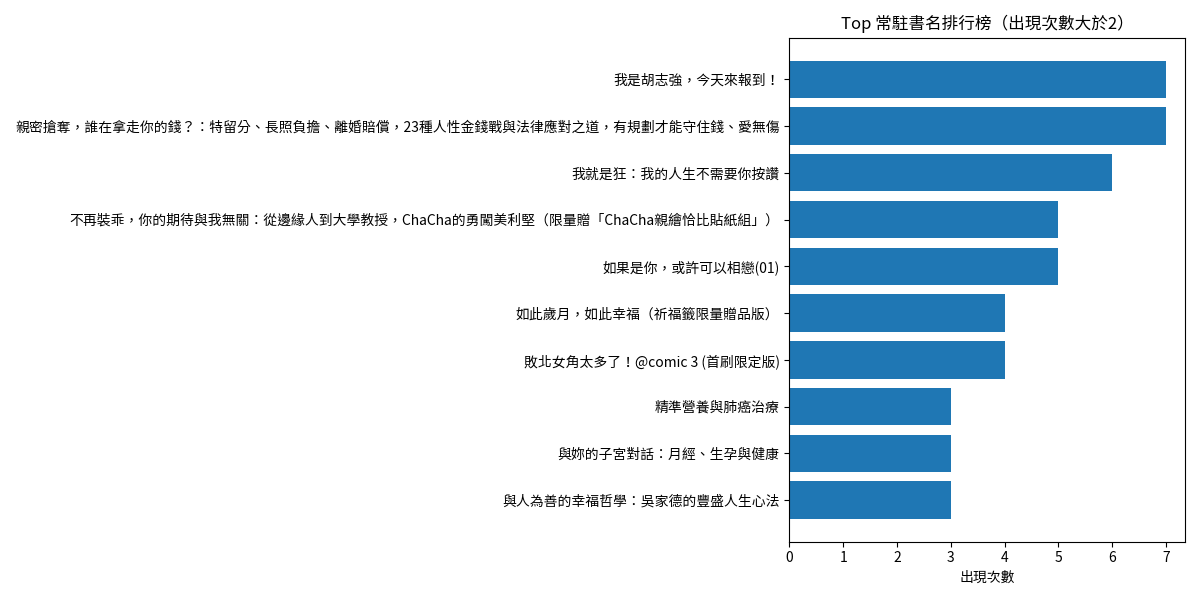 Top 常駐書名排行榜（出現次數大於2）
我是胡志強，今天來報到！
親密搶奪，誰在拿走你的錢？：特留分、長照負擔、離婚賠償，23種人性金錢戰與法律應對之道，有規劃才能守住錢、愛無傷
我就是狂：我的人生不需要你按讚
不再裝乖，你的期待與我無關：從邊緣人到大學教授，ChaCha的勇闖美利堅（限量贈「ChaCha親繪恰比貼紙組」）
如果是你，或許可以相戀(01)
如此歲月，如此幸福（祈福籤限量贈品版）
敗北女角太多了！@comic 3 (首刷限定版)
精準營養與肺癌治療
與妳的子宮對話：月經、生孕與健康
與人為善的幸福哲學：吳家德的豐盛人生心法
0 1 2 3 4 5 6 7
出現次數